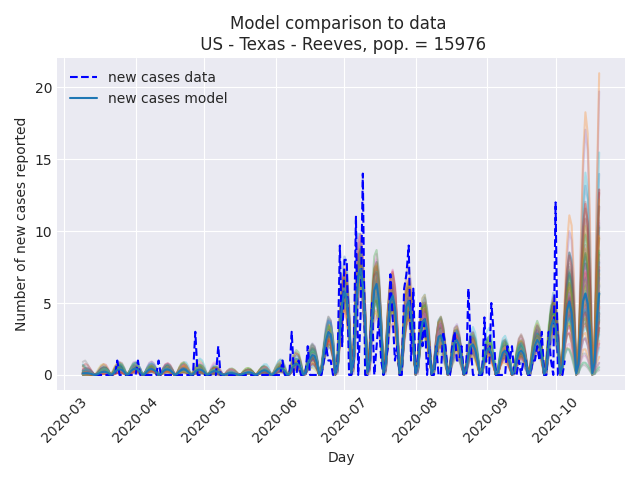 Model comparison to data
US - Texas - Reeves, pop. = 15976
new cases data
new cases model
Number of new cases reported
20
15
10
5
0
2020-03
2020-04
2020-05
2020-06
2020-07
2020-08
2020-09
2020-10
Day